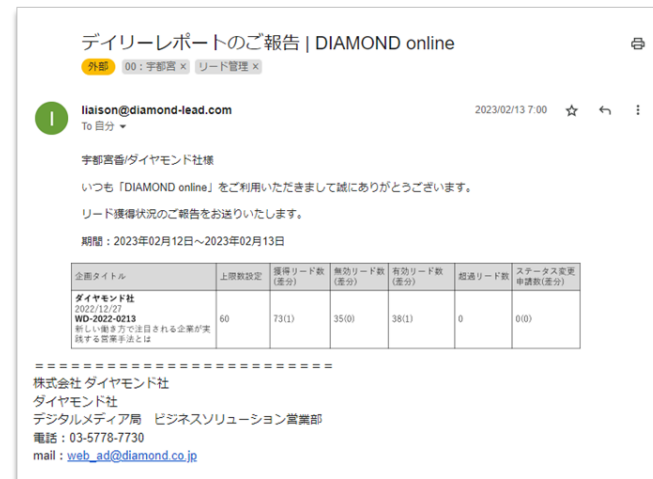 デイリーレポートのご報告 | DIAMOND online
外部 00：宇都宮 × リード管理 ×
I
liaison@diamond-lead.com 2023/02/13 7:00
To 自分
宇都宮香/ダイヤモンド社様
いつも「DIAMOND online」をご利用いただきまして誠にありがとうございます。
リード獲得状況のご報告をお送りいたします。
期間：2023年02月12日～2023年02月13日
企画タイトル 上限数設定 獲得リード数(差分) 無効リード数(差分) 有効リード数(差分) 超過リード数 ステータス変更申請数(差分)
ダイヤモンド社
2022/12/27
WD-2022-0213 60 73(1) 35(0) 38(1) 0 0(0)
新しい働き方で注目される企業が実
践する営業手法とは
= = = = = = = = = = = = = = = = = = = = = = = = =
株式会社 ダイヤモンド社
ダイヤモンド社
デジタルメディア局　ビジネスソリューション営業部
電話：03-5778-7730
mail：web_ad@diamond.co.jp